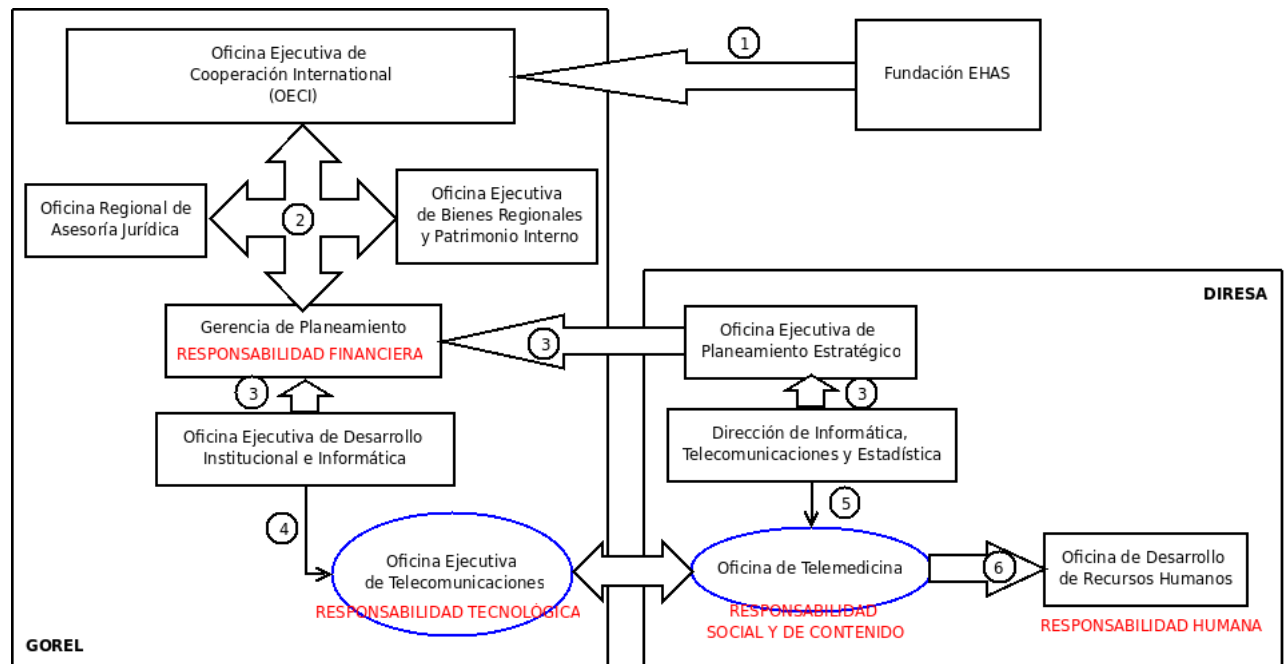 Oficina Ejecutiva de
Cooperación International
(OECI)
1
Fundación EHAS
Oficina Regional de
Asesoría Jurídica
2
Oficina Ejecutiva
de Bienes Regionales
y Patrimonio Interno
DIRESA
Gerencia de Planeamiento
RESPONSABILIDAD FINANCIERA
3
Oficina Ejecutiva de
Planeamiento Estratégico
3
3
Oficina Ejecutiva de Desarrollo
Institucional e Informática
Dirección de Informática,
Telecomunicaciones y Estadística
4
5
Oficina Ejecutiva
de Telecomunicaciones
RESPONSABILIDAD TECNOLÒGICA
Oficina de Telemedicina
RESPONSABILIDAD
SOCIAL Y DE CONTENIDO
6
Oficina de Desarrollo
de Recursos Humanos
RESPONSABILIDAD HUMANA
GOREL